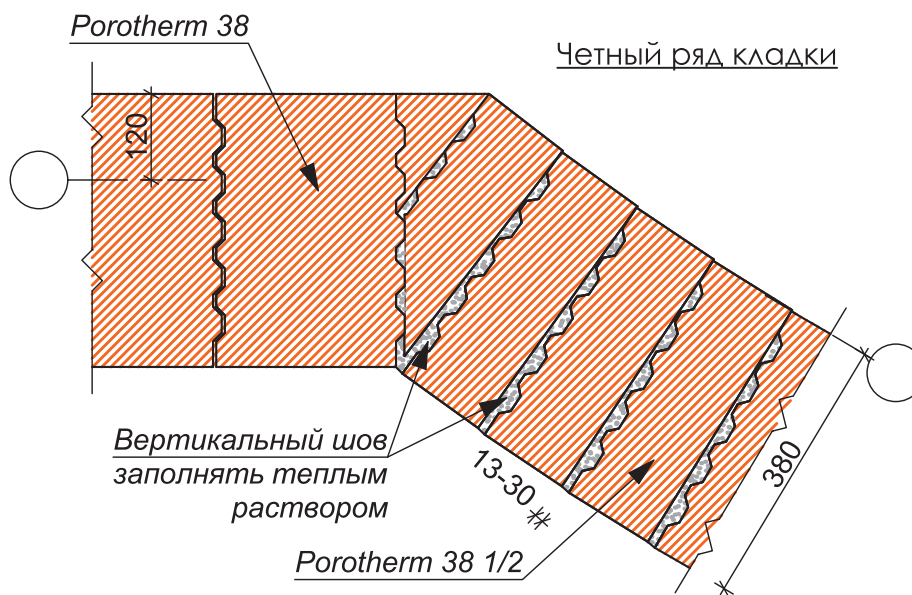 Porotherm 38
Четный ряд кладки
120
Вертикальный шов
заполнять теплым
раствором
13-30 **
380
Porotherm 38 1/2